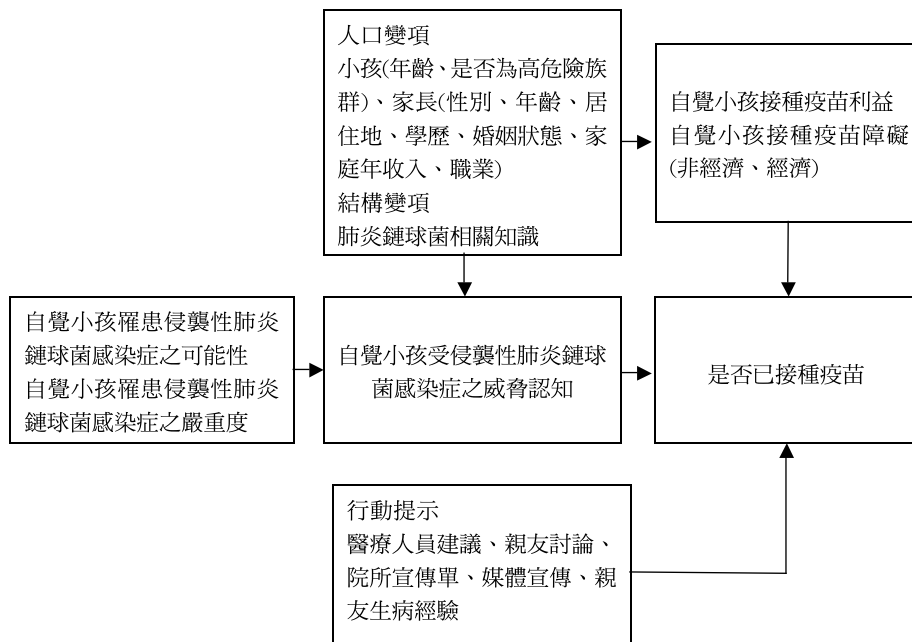 人口變項
小孩(年齡、是否為高危險族
群)、家長(性別、年齡、居
住地、學歷、婚姻狀態、家
庭年收入、職業)
結構變項
肺炎鏈球菌相關知識
自覺小孩接種疫苗利益
自覺小孩接種疫苗障礙
(非經濟、經濟)
自覺小孩罹患侵襲性肺炎
鏈球菌感染症之可能性
自覺小孩罹患侵襲性肺炎
鏈球菌感染症之嚴重度
自覺小孩受侵襲性肺炎鏈球
菌感染症之威脅認知
是否已接種疫苗
行動提示
醫療人員建議、親友討論、
院所宣傳單、媒體宣傳、親
友生病經驗